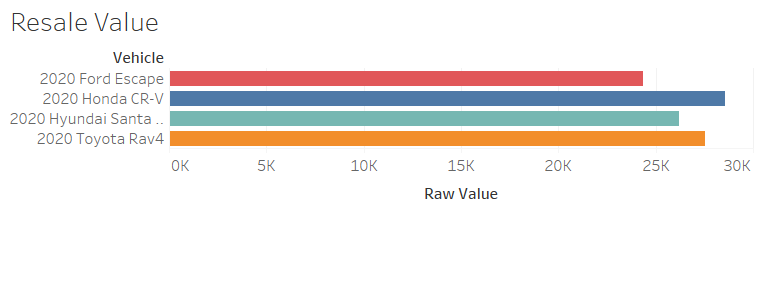 Resale Value
Vehicle
2020 Ford Escape
2020 Honda CR-V
2020 Hyundai Santa ..
2020 Toyota Rav4
0K 5K 10K 15K 20K 25K 30K
Raw Value